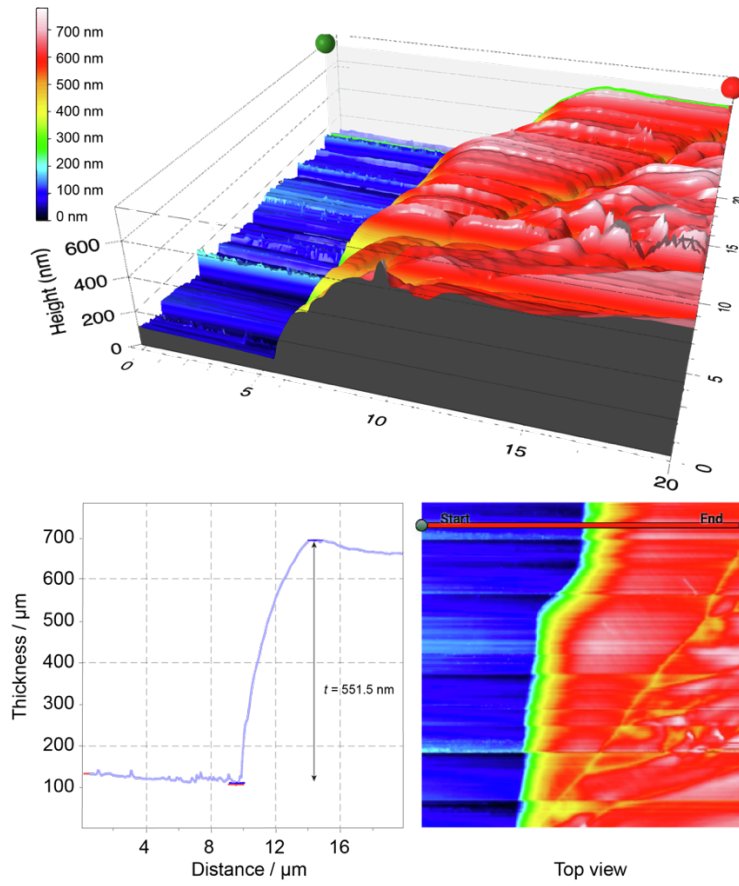 700 nm
600 nm
500 nm
400 nm
300 nm
200 nm
100 nm
0 nm
Height (nm)
600
400
200
0
0
5
10
15
20
0
5
10
15
20
Thickness / µm
700
600
500
400
300
200
100
t = 551.5 nm
4
8
12
16
Distance / µm
Start
End
Top view